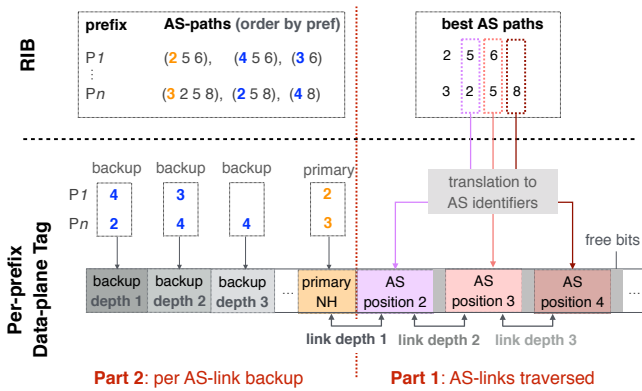 RIB
prefix AS-paths (order by pref)
P1 (2 5 6), (4 5 6), (3 6)
⋮
Pn (3 2 5 8), (2 5 8), (4 8)
best AS paths
2 5 6
3 2 5 8
Per-prefix
Data-plane Tag
backup backup backup primary
P1 4 3 2
Pn 2 4 4 3
translation to
AS identifiers
free bits
backup
depth 1
backup
depth 2
backup
depth 3
...
primary
NH
AS
position 2
AS
position 3
AS
position 4
...
link depth 1 link depth 2 link depth 3
Part 2: per AS-link backup
Part 1: AS-links traversed